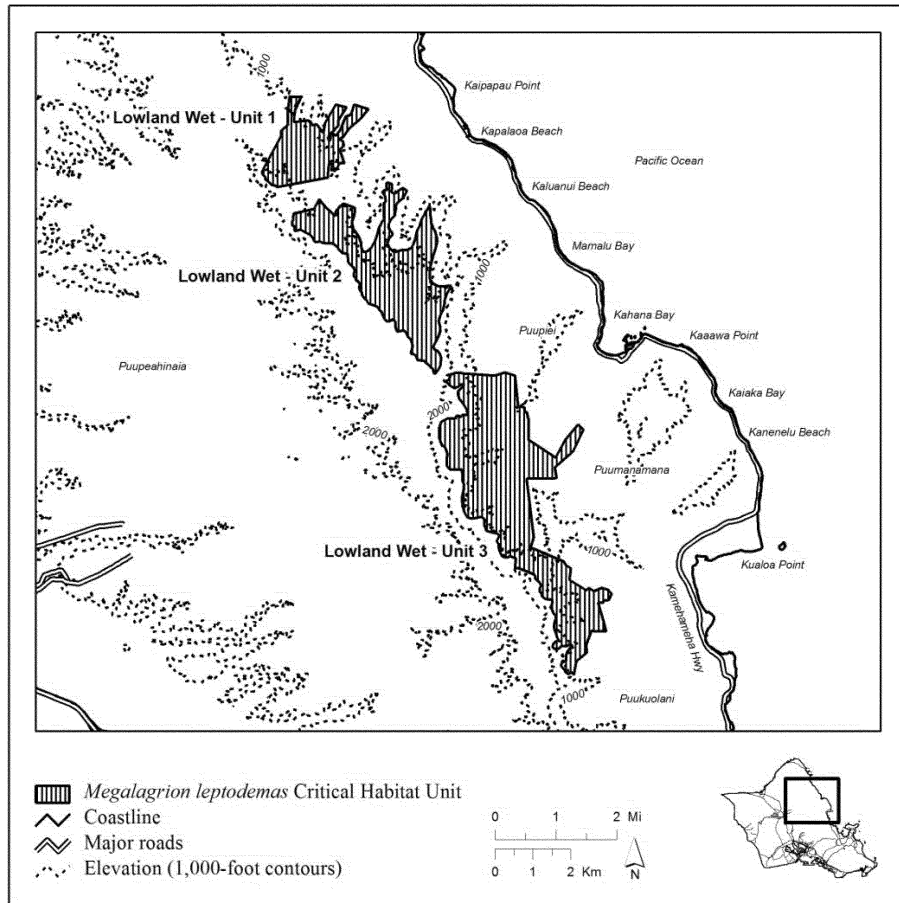 1000
Kaipapau Point
Lowland Wet - Unit 1
Kapalaoa Beach
Pacific Ocean
Kaluanui Beach
Mamalu Bay
Lowland Wet - Unit 2
1000
Kahana Bay
Puupiei
Kaaawa Point
Puupeahinaia
Kaiaka Bay
2000
2000
Kanenelu Beach
Puumanamana
Lowland Wet - Unit 3
1000
Kualoa Point
Kamehameha Hwy
2000
1000
Puukuolani
Megalagrion leptodemas Critical Habitat Unit
Coastline
Major roads
Elevation (1,000-foot contours)
0 1 2 Mi
0 1 2 Km
N